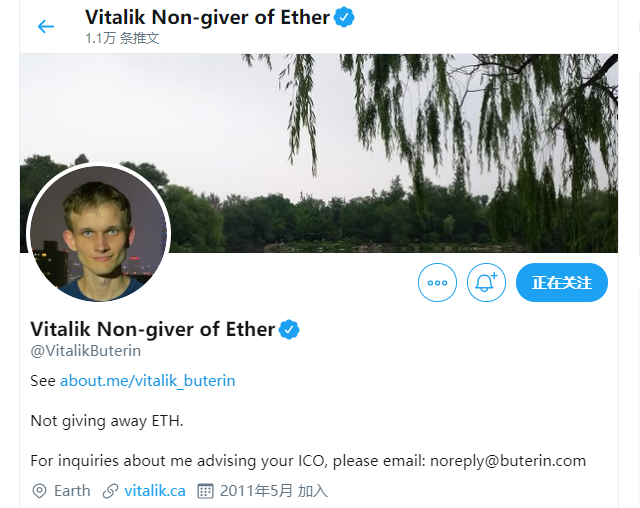 Vitalik Non-giver of Ether
1.1万 条推文
正在关注
Vitalik Non-giver of Ether
@VitalikButerin
See about.me/vitalik_buterin
Not giving away ETH.
For inquiries about me advising your ICO, please email: noreply@buterin.com
Earth vitalik.ca 2011年5月 加入